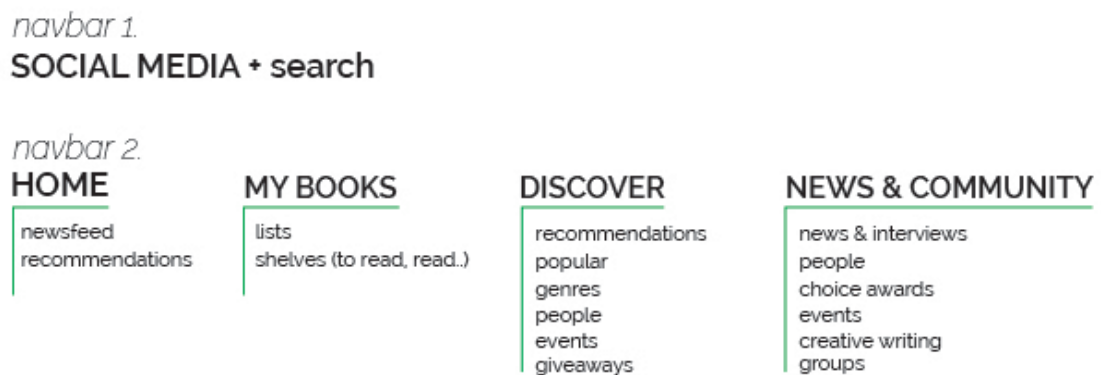 navbar 1.
SOCIAL MEDIA + search
navbar 2.
HOME
newsfeed
recommendations
MY BOOKS
lists
shelves (to read, read..)
DISCOVER
recommendations
popular
genres
people
events
giveaways
NEWS & COMMUNITY
news & interviews
people
choice awards
events
creative writing
groups